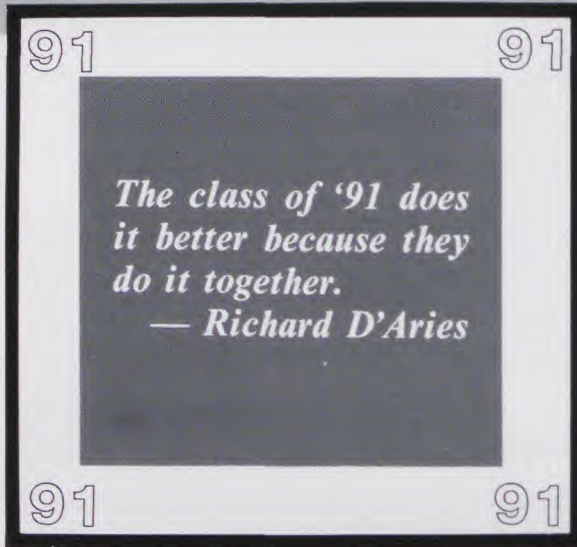 91 91
The class of ‘91 does
it better because they
do it together.
— Richard D’Aries
91 91